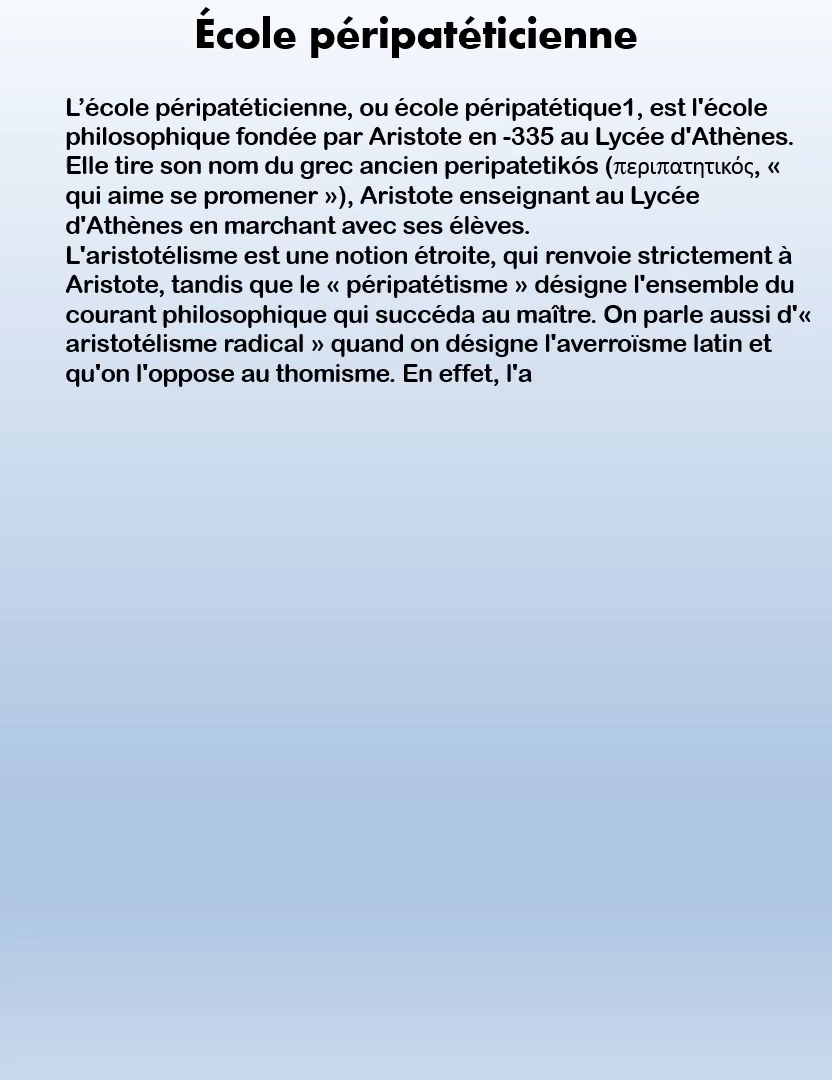 École péripatéticienne
L’école péripatéticienne, ou école péripatétique1, est l'école
philosophique fondée par Aristote en -335 au Lycée d'Athènes.
Elle tire son nom du grec ancien peripatetikós (περιπατητικός, «
qui aime se promener »), Aristote enseignant au Lycée
d'Athènes en marchant avec ses élèves.
L'aristotélisme est une notion étroite, qui renvoie strictement à
Aristote, tandis que le « péripatétisme » désigne l'ensemble du
courant philosophique qui succéda au maître. On parle aussi d'«
aristotélisme radical » quand on désigne l'averroïsme latin et
qu'on l'oppose au thomisme. En effet, l'a